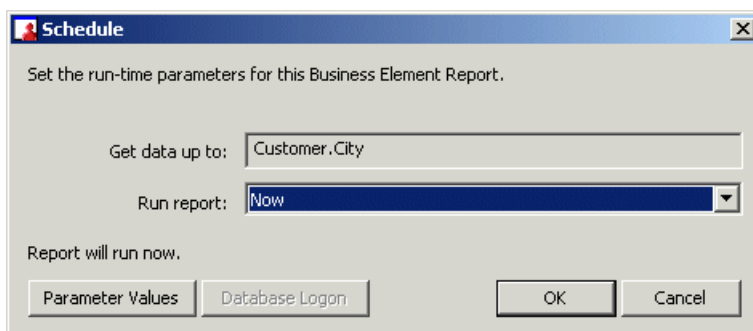 Schedule
Set the run-time parameters for this Business Element Report.
Get data up to: Customer.City
Run report: Now
Report will run now.
Parameter Values Database Logon OK Cancel